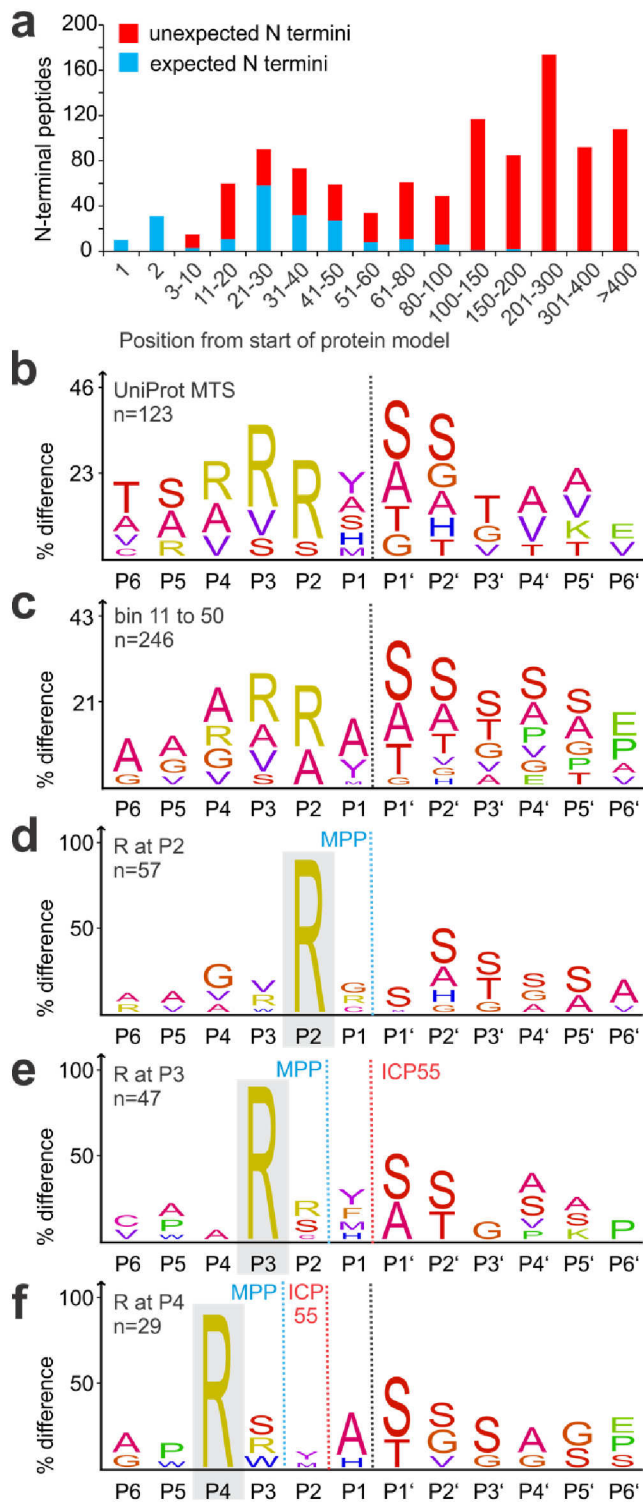 a
unexpected N termini
expected N termini
N-terminal peptides
200
160
120
80
40
0
1 2 3-10 11-20 21-30 31-40 41-50 51-60 61-80 80-100 100-150 150-200 201-300 301-400 >400
Position from start of protein model
b
UniProt MTS
n=123
% difference
46
23
T A V C S A R R A V R V S R S Y A S H M S A T G S G A H T T G V A V T A V K T E V
P6 P5 P4 P3 P2 P1 P1‘ P2‘ P3‘ P4‘ P5‘ P6‘
c
bin 11 to 50
n=246
% difference
43
21
A G A G V A R G V R A V S R A A Y M S A T S A T V G H S T G V A S A P V G E S A G P T E P A V
P6 P5 P4 P3 P2 P1 P1‘ P2‘ P3‘ P4‘ P5‘ P6‘
d
R at P2
n=57
MPP
% difference
100
50
A R A V G V A V R W R G R C S S A H G S T G S G A S A A V
P6 P5 P4 P3 P2 P1 P1‘ P2‘ P3‘ P4‘ P5‘ P6‘
e
R at P3
n=47
MPP
ICP55
% difference
100
50
C V A P W A R R S C Y F M H S A S T G A S V P A S K P
P6 P5 P4 P3 P2 P1 P1‘ P2‘ P3‘ P4‘ P5‘ P6‘
f
R at P4
n=29
MPP
ICP
55
% difference
100
50
A G P W R S R W Y M A H S T S G V S G A G G S E P S
P6 P5 P4 P3 P2 P1 P1‘ P2‘ P3‘ P4‘ P5‘ P6‘